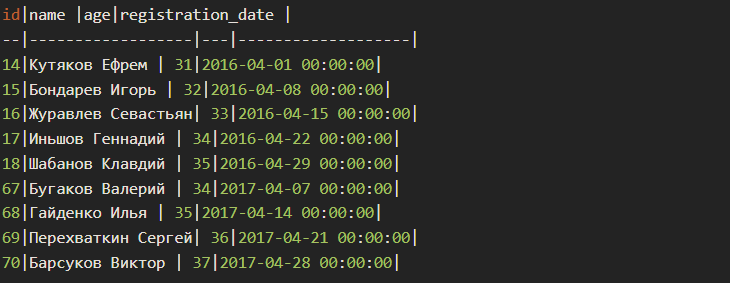 id|name |age|registration_date |
--|------------------|---|-------------------|
14|Кутяков Ефрем | 31|2016-04-01 00:00:00|
15|Бондарев Игорь | 32|2016-04-08 00:00:00|
16|Журавлев Севастьян| 33|2016-04-15 00:00:00|
17|Иньшов Геннадий | 34|2016-04-22 00:00:00|
18|Шабанов Клавдий | 35|2016-04-29 00:00:00|
67|Бугаков Валерий | 34|2017-04-07 00:00:00|
68|Гайденко Илья | 35|2017-04-14 00:00:00|
69|Перехваткин Сергей| 36|2017-04-21 00:00:00|
70|Барсуков Виктор | 37|2017-04-28 00:00:00|